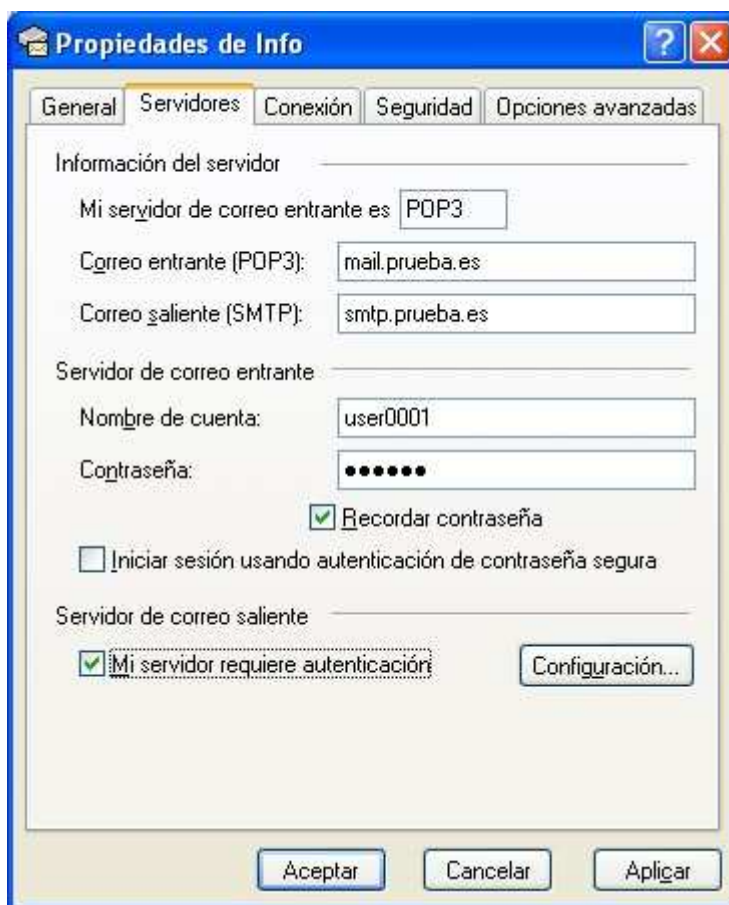 Propiedades de Info
General Servidores Conexión Seguridad Opciones avanzadas
Información del servidor
Mi servidor de correo entrante es POP3
Correo entrante (POP3): mail.prueba.es
Correo saliente (SMTP): smtp.prueba.es
Servidor de correo entrante
Nombre de cuenta: user0001
Contraseña: ●●●●●●
Recordar contraseña
Iniciar sesión usando autenticación de contraseña segura
Servidor de correo saliente
Mi servidor requiere autenticación Configuración...
Aceptar Cancelar Aplicar